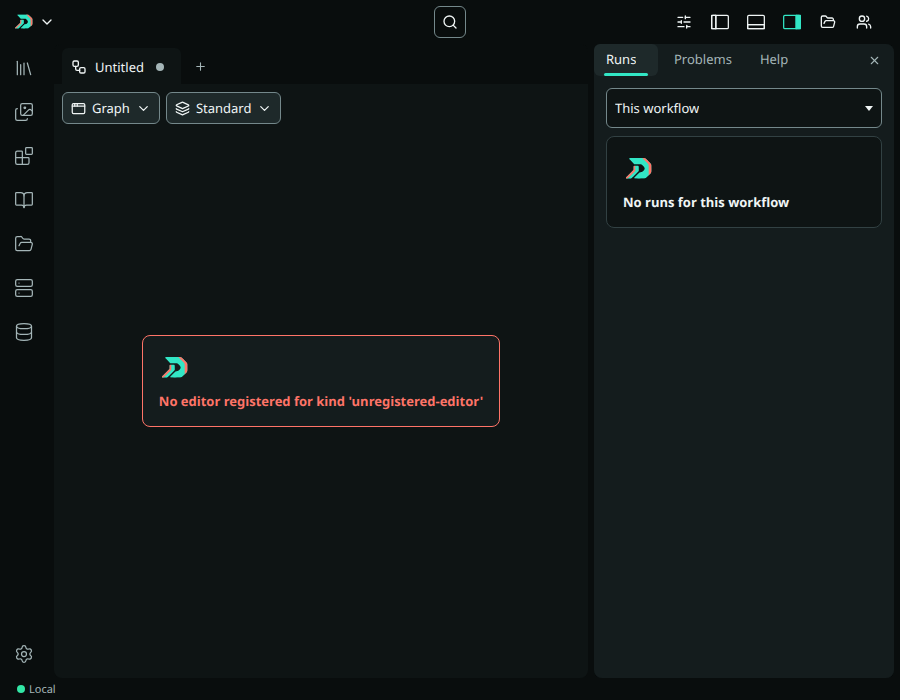 Untitled
Graph
Standard
No editor registered for kind 'unregistered-editor'
Runs
Problems
Help
This workflow
No runs for this workflow
Local